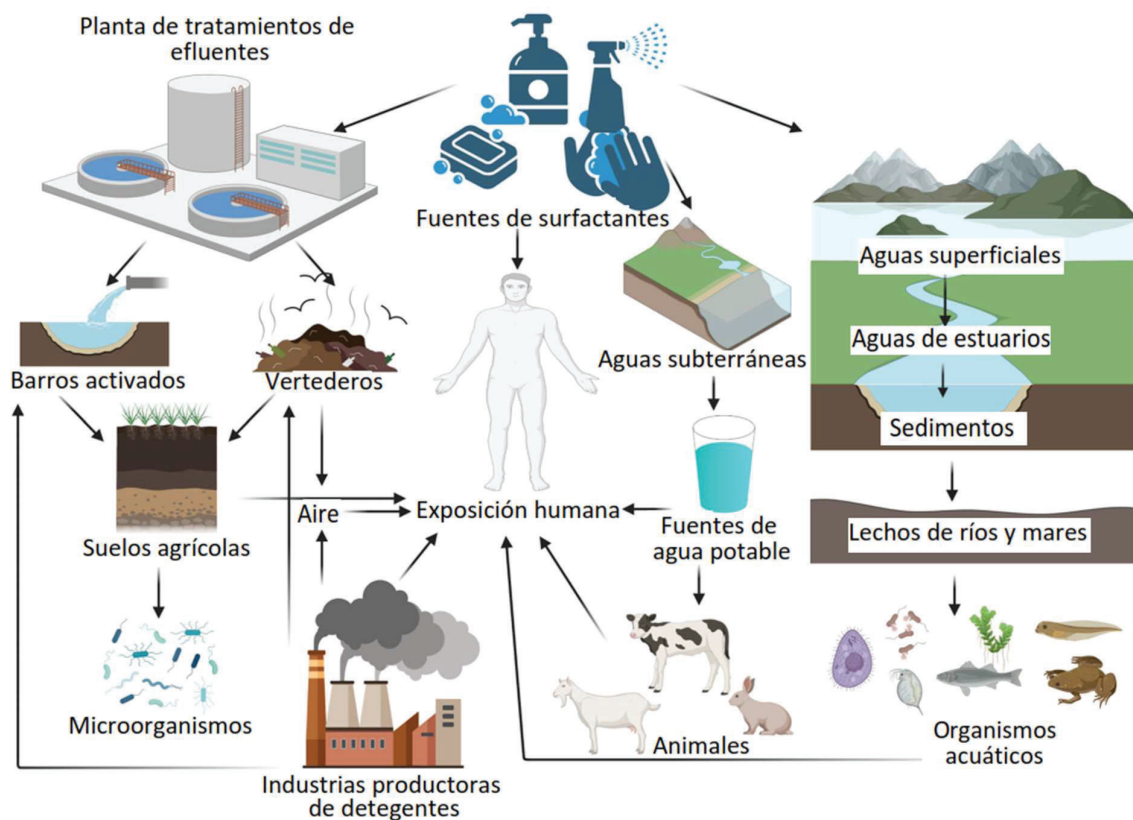 Planta de tratamientos de
efluentes
Fuentes de surfactantes
Aguas superficiales
Aguas de estuarios
Aguas subterráneas
Barros activados
Vertederos
Sedimentos
Aire
Exposición humana
Fuentes de
agua potable
Lechos de ríos y mares
Suelos agrícolas
Microorganismos
Animales
Organismos
acuáticos
Industrias productoras
de detegentes